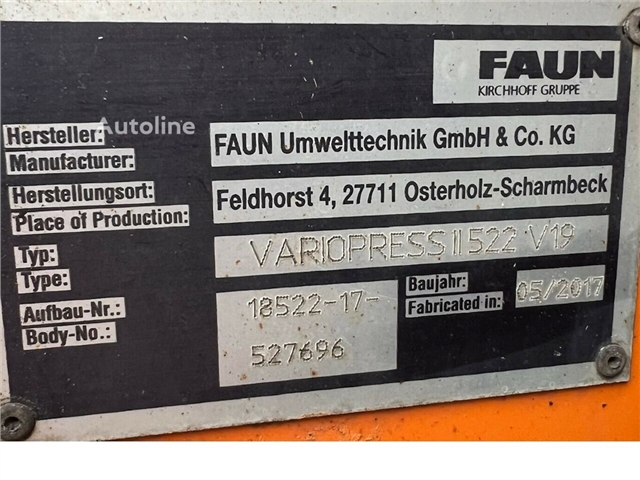 FAUN
KIRCHHOFF GRUPPE
Autoline
Hersteller:
Manufacturer:
FAUN Umwelttechnik GmbH & Co. KG
Herstellungsort:
Place of Production:
Feldhorst 4, 27711 Osterholz-Scharmbeck
Typ:
Type:
VARIOPRESS II 522 V19
Aufbau-Nr.:
Body-No.:
18522-17-
527696
Baujahr:
Fabricated in:
05/2017